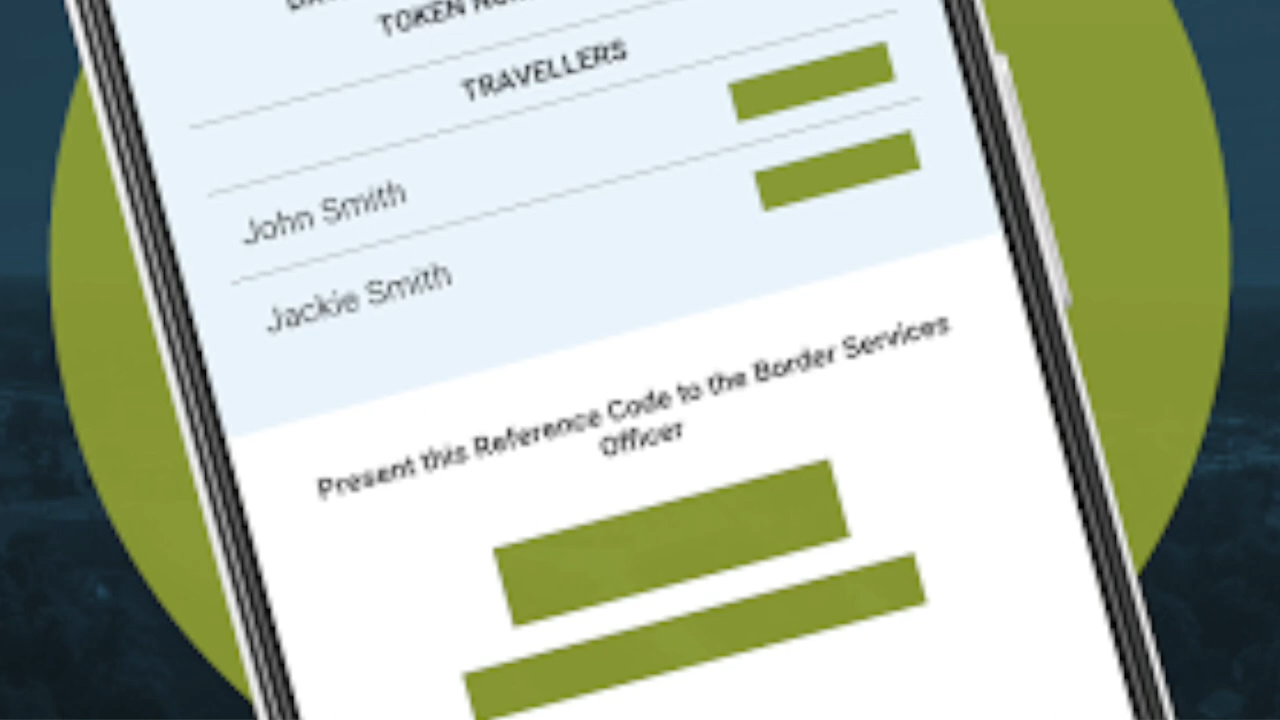 TOKEN
TRAVELLERS
John Smith
Jackie Smith
Present this Reference Code to the Border Services
Officer